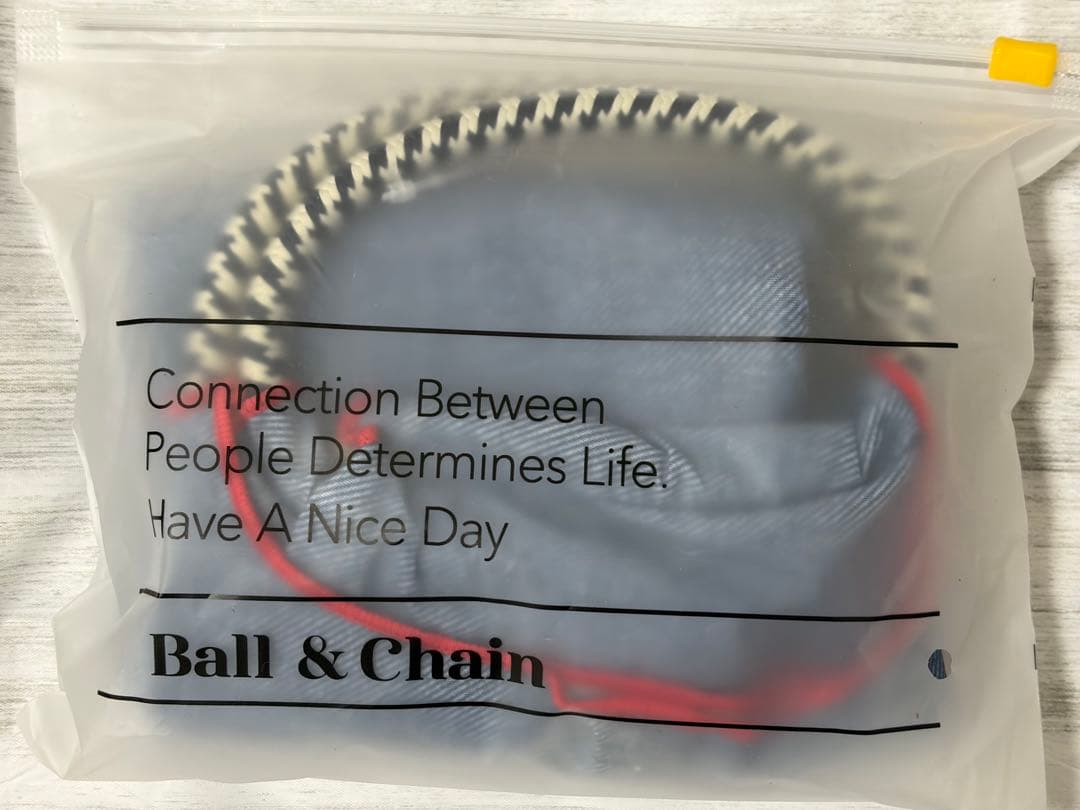 Connection Between
People Determines Life.
Have A Nice Day
Ball & Chain